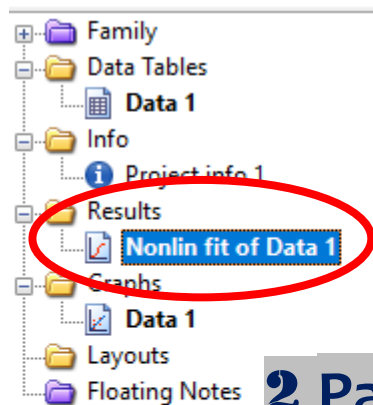 Family
Data Tables
Data 1
Info
Project info 1
Results
Nonlin fit of Data 1
Graphs
Data 1
Layouts
Floating Notes
2 Pa